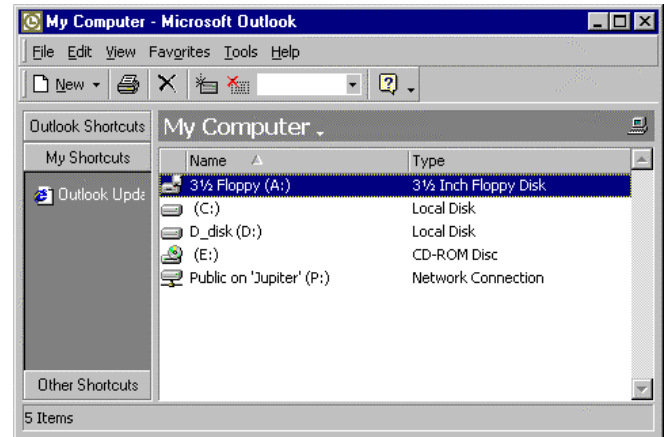 My Computer - Microsoft Outlook
File Edit View Favorites Tools Help
New
Outlook Shortcuts
My Computer
My Shortcuts
Name Type
3½ Floppy (A:) 3½ Inch Floppy Disk
Outlook Upda
(C:) Local Disk
D_disk (D:) Local Disk
(E:) CD-ROM Disc
Public on 'Jupiter' (P:) Network Connection
Other Shortcuts
5 Items